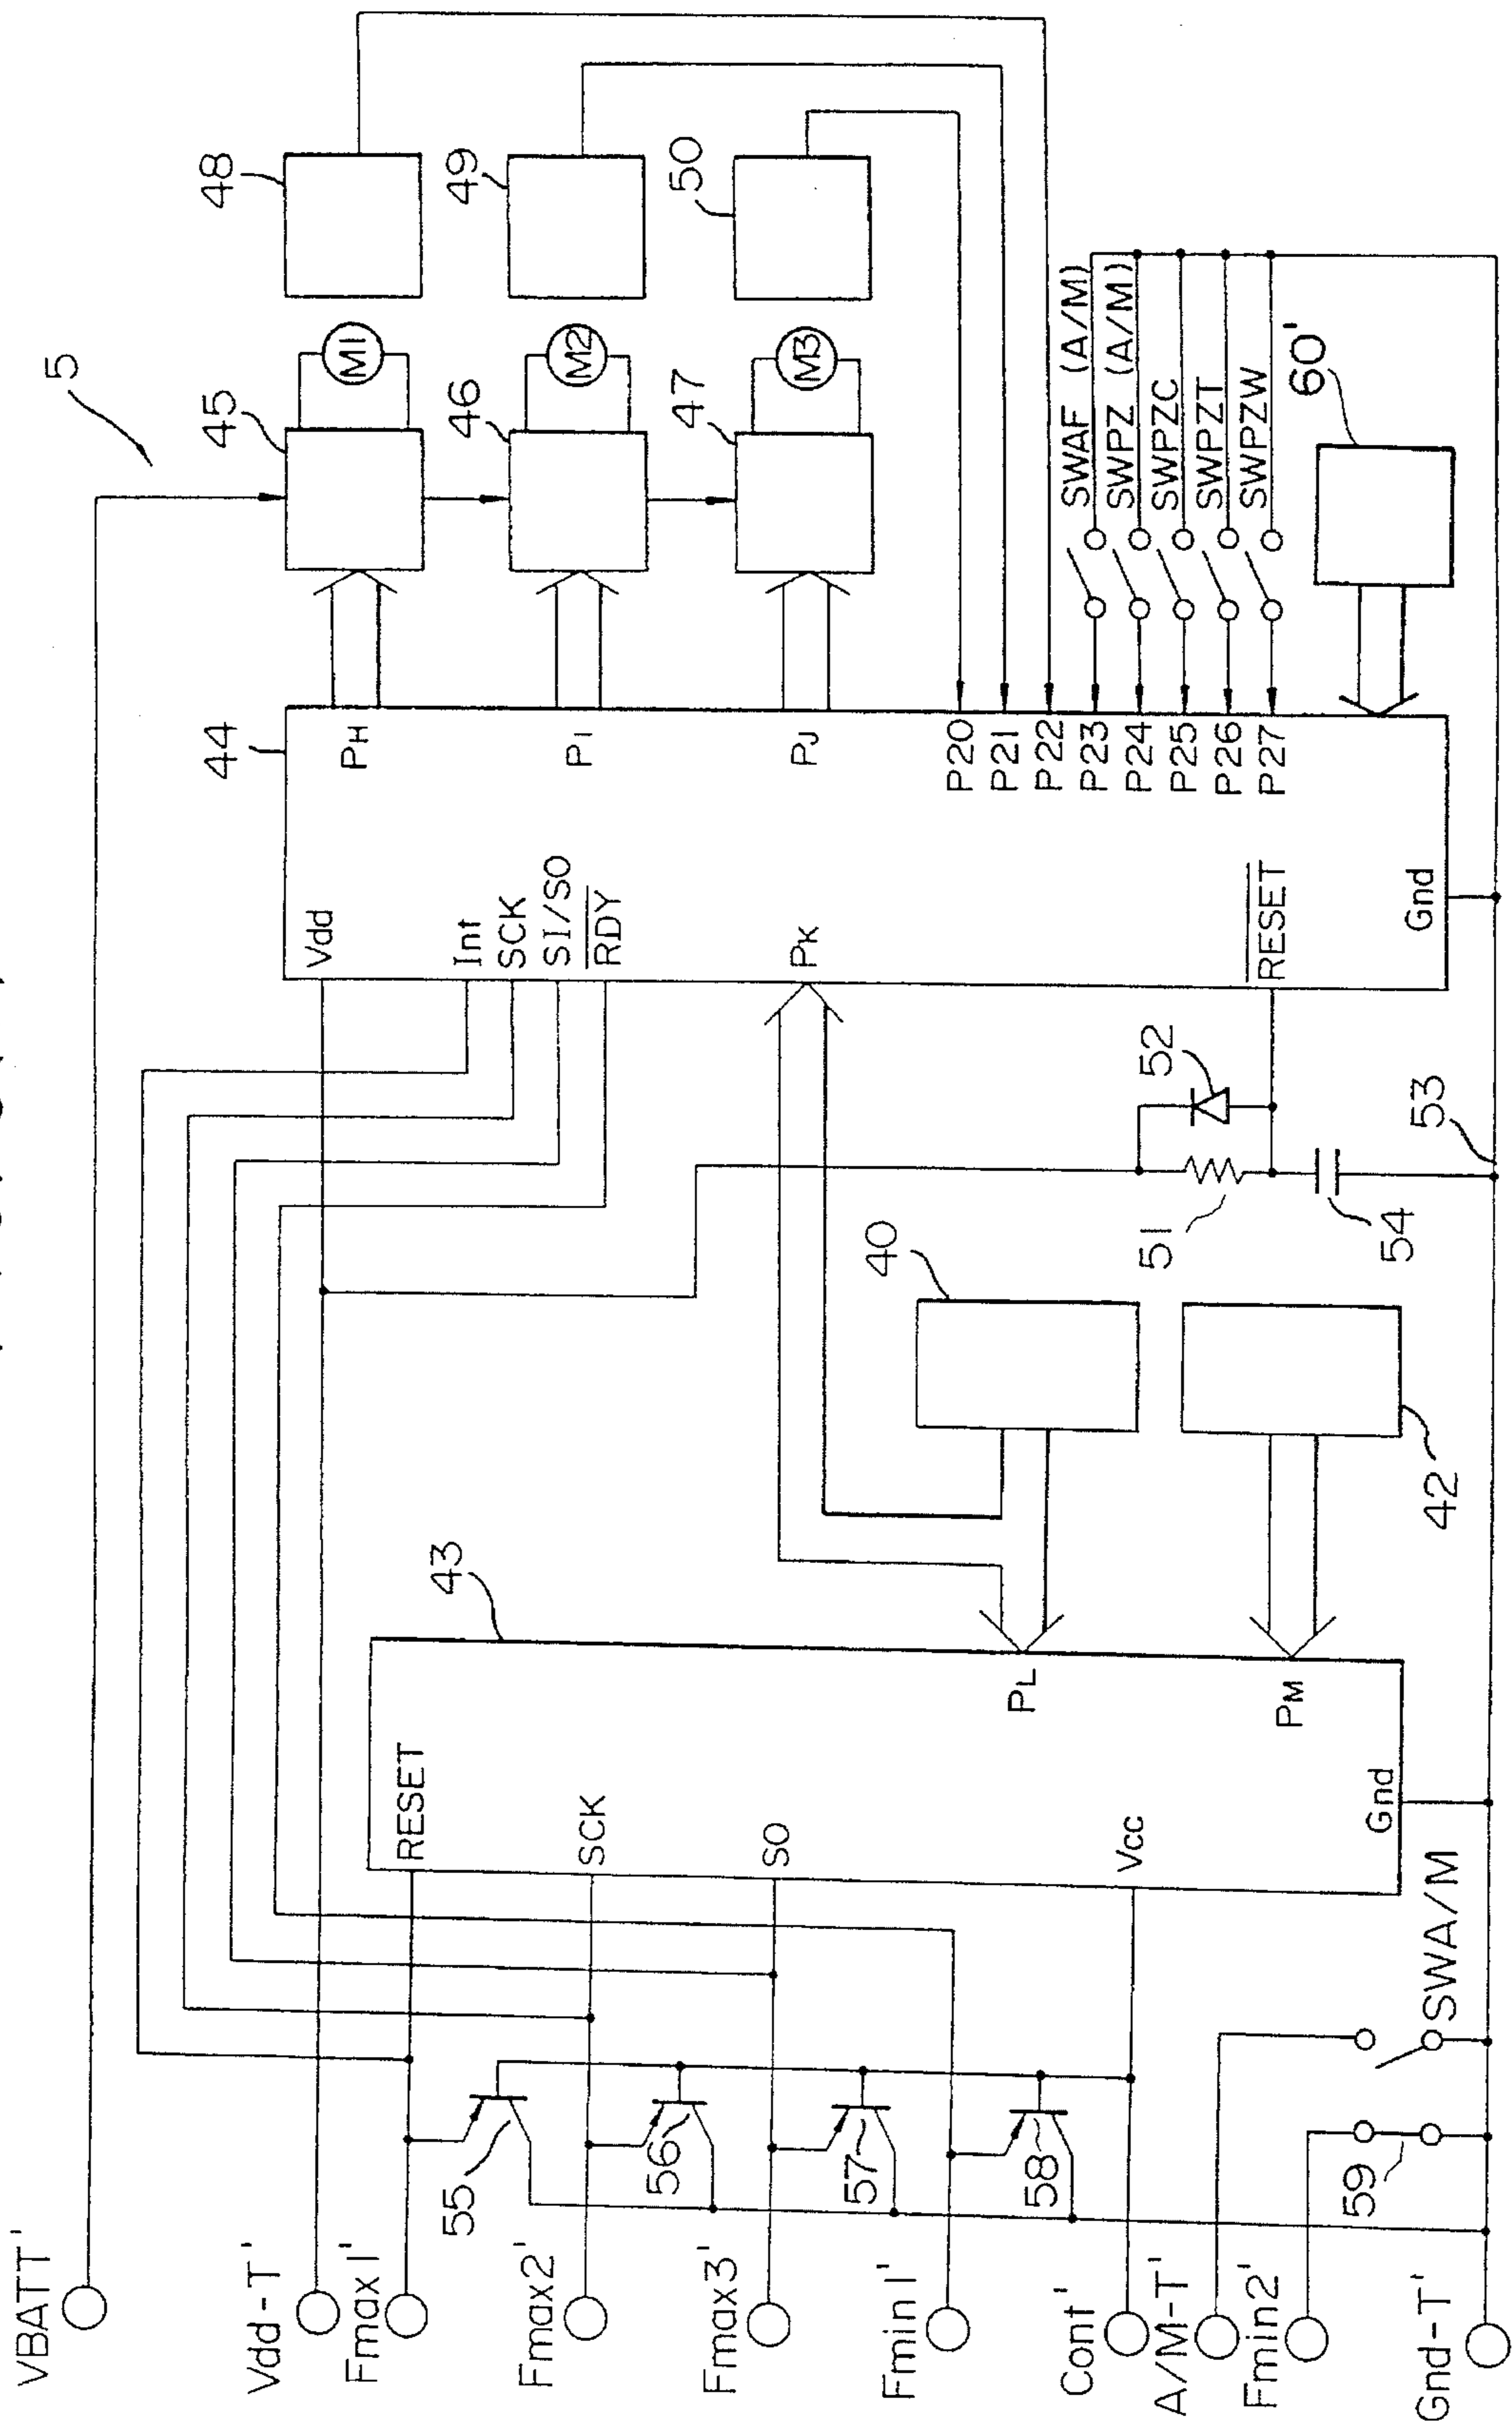 VBATT'
Vdd-T'
Fmax1'
Fmax2'
Fmax3'
Fmin1'
Cont'
A/M-T'
Fmin2'
Gnd-T'
55
56
57
58
59
SWA/M
43
RESET
SCK
SO
Vcc
Gnd
PL
PM
40
42
51
52
53
54
44
Vdd
Int
SCK
SI/SO
RDY
PK
RESET
Gnd
PH
PI
PJ
P20
P21
P22
P23
P24
P25
P26
P27
5
45
46
47
M1
M2
M3
48
49
50
SWAF (A/M)
SWPZ (A/M)
SWPZC
SWPZT
SWPZW
60'